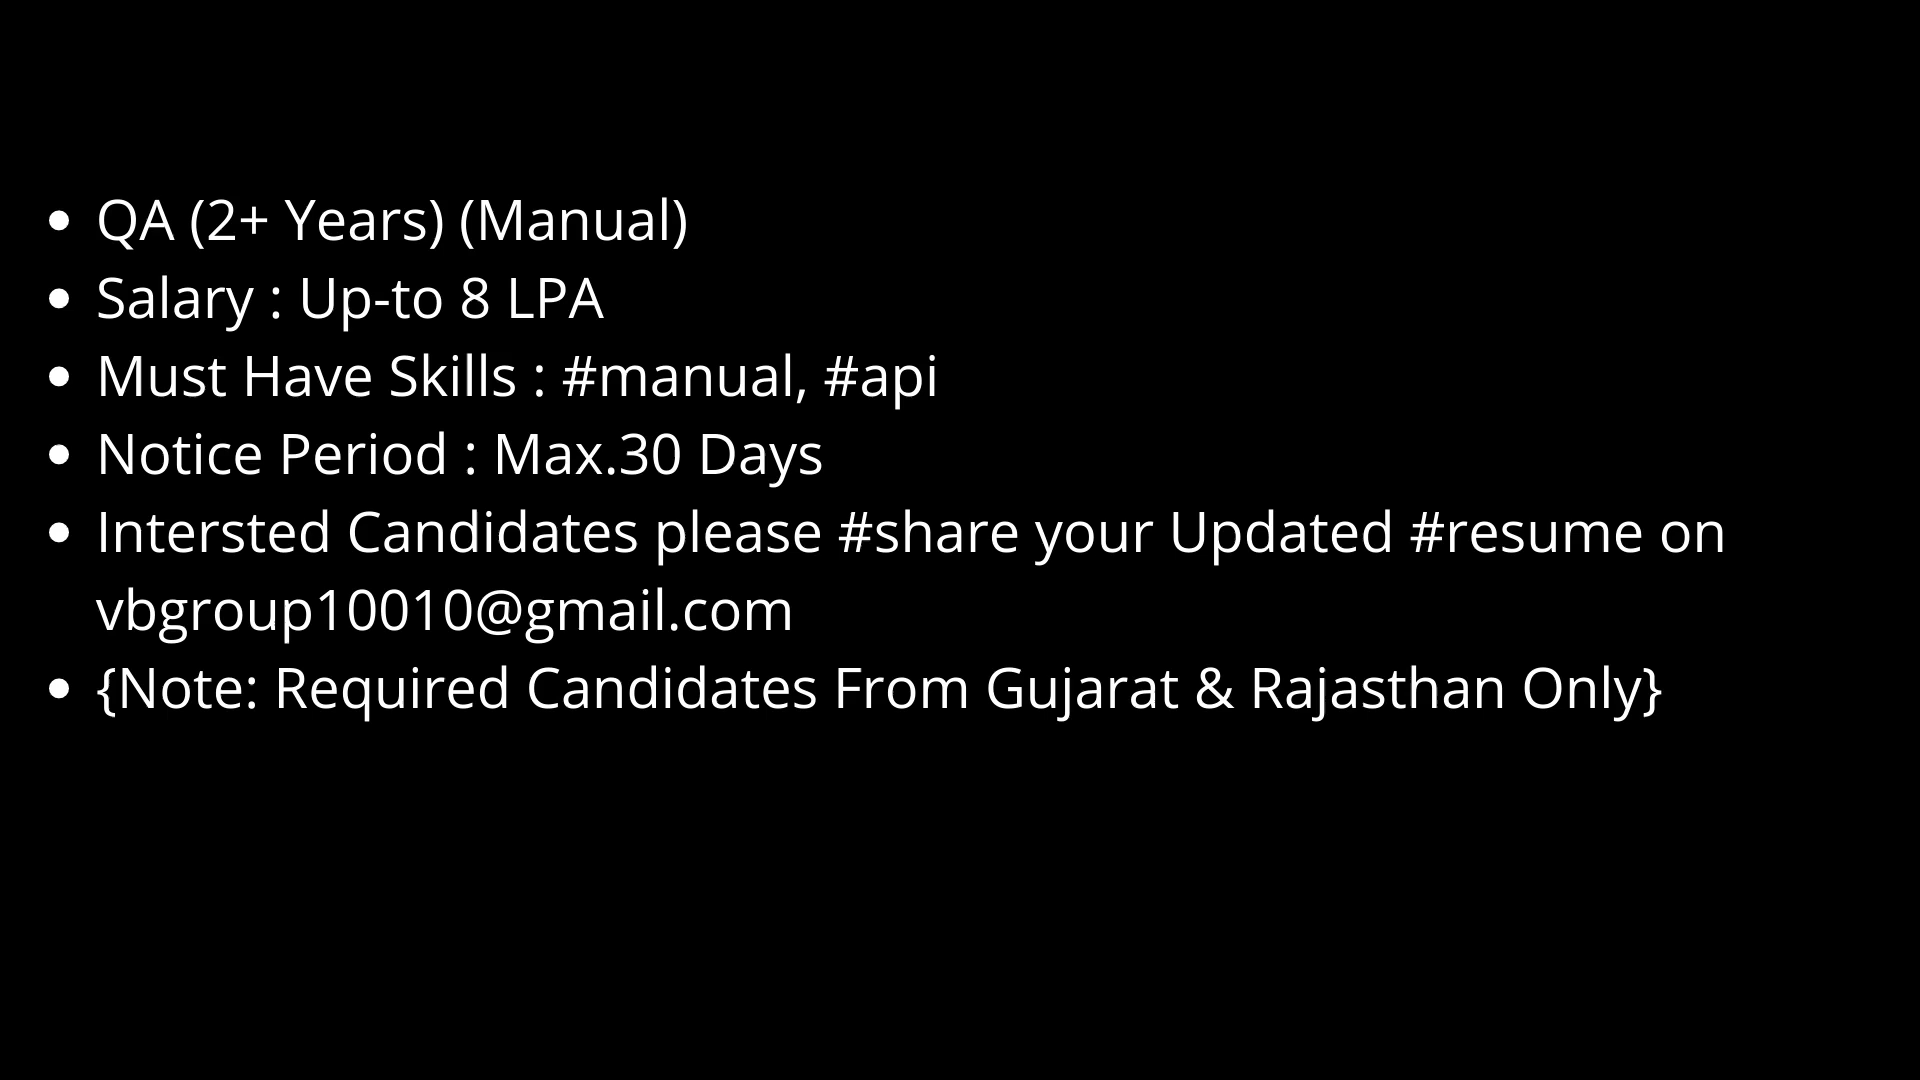 • QA (2+ Years) (Manual)
• Salary : Up-to 8 LPA
• Must Have Skills : #manual, #api
• Notice Period : Max.30 Days
• Intersted Candidates please #share your Updated #resume on
vbgroup10010@gmail.com
• {Note: Required Candidates From Gujarat & Rajasthan Only}